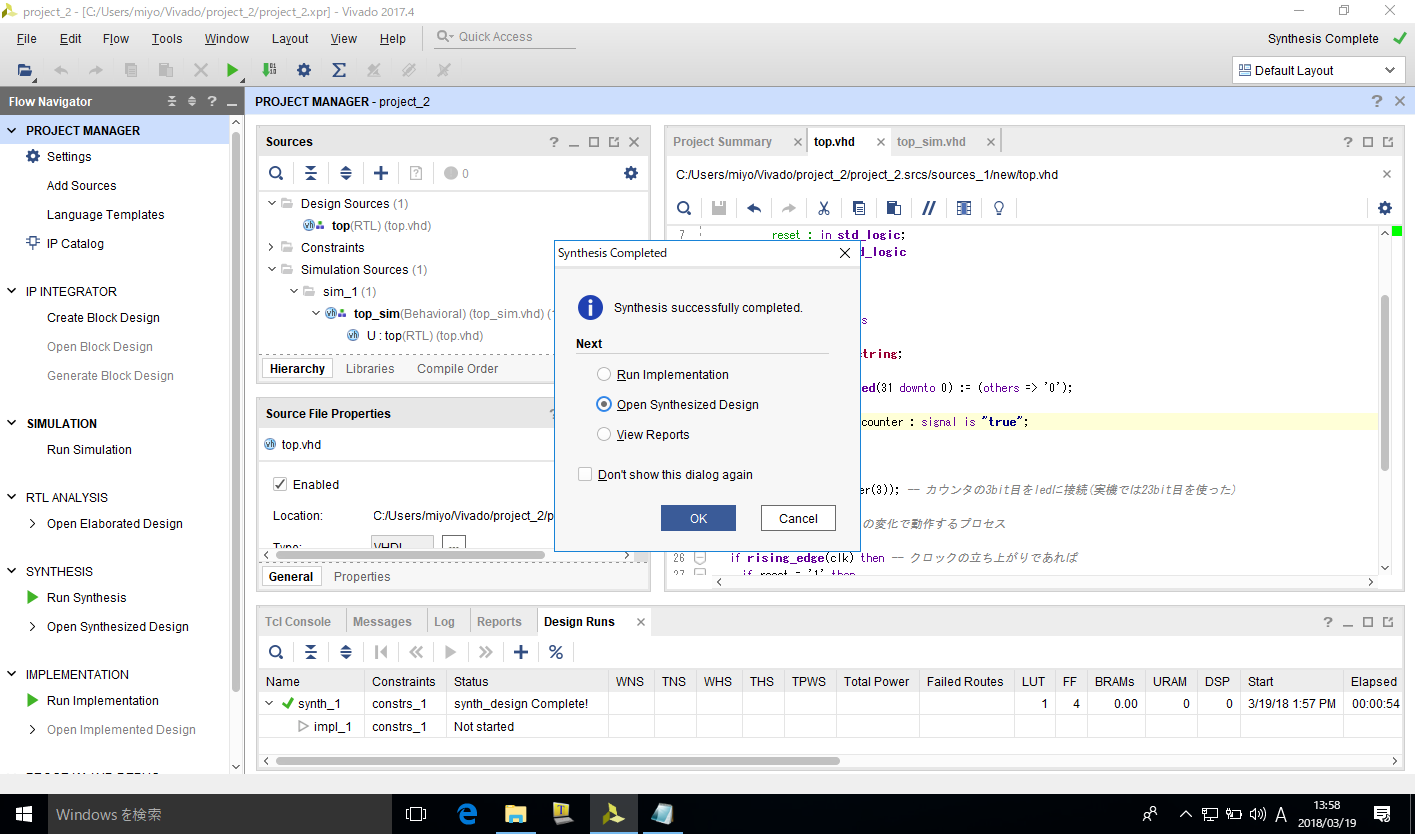 project_2 - [C:/Users/miyo/Vivado/project_2/project_2.xpr] - Vivado 2017.4
File Edit Flow Tools Window Layout View Help Quick Access
Synthesis Complete
Default Layout
Flow Navigator
PROJECT MANAGER - project_2
PROJECT MANAGER
Settings
Add Sources
Language Templates
IP Catalog
IP INTEGRATOR
Create Block Design
Open Block Design
Generate Block Design
SIMULATION
Run Simulation
RTL ANALYSIS
Open Elaborated Design
SYNTHESIS
Run Synthesis
Open Synthesized Design
IMPLEMENTATION
Run Implementation
Open Implemented Design
Sources
0
Design Sources (1)
top(RTL) (top.vhd)
Constraints
Simulation Sources (1)
sim_1 (1)
top_sim(Behavioral) (top_sim.vhd) (
U : top(RTL) (top.vhd)
Hierarchy Libraries Compile Order
Source File Properties
top.vhd
Enabled
Location: C:/Users/miyo/Vivado/project_2/p
Type: VHDL ...
General Properties
Project Summary top.vhd top_sim.vhd
C:/Users/miyo/Vivado/project_2/project_2.srcs/sources_1/new/top.vhd
7 reset : in std_logic;
d_logic
s
tring;
ed(31 downto 0) := (others => '0');
counter : signal is "true";
er(3)); -- カウンタの3bit目をledに接続(実機では23bit目を使った)
の変化で動作するプロセス
26 if rising_edge(clk) then -- クロックの立ち上がりであれば
27 if reset = '1' then
Synthesis Completed
Synthesis successfully completed.
Next
Run Implementation
Open Synthesized Design
View Reports
Don't show this dialog again
OK Cancel
Tcl Console Messages Log Reports Design Runs
Name Constraints Status WNS TNS WHS THS TPWS Total Power Failed Routes LUT FF BRAMs URAM DSP Start Elapsed
synth_1 constrs_1 synth_design Complete! 1 4 0.00 0 0 3/19/18 1:57 PM 00:00:54
impl_1 constrs_1 Not started
Windows を検索
A
13:58
2018/03/19